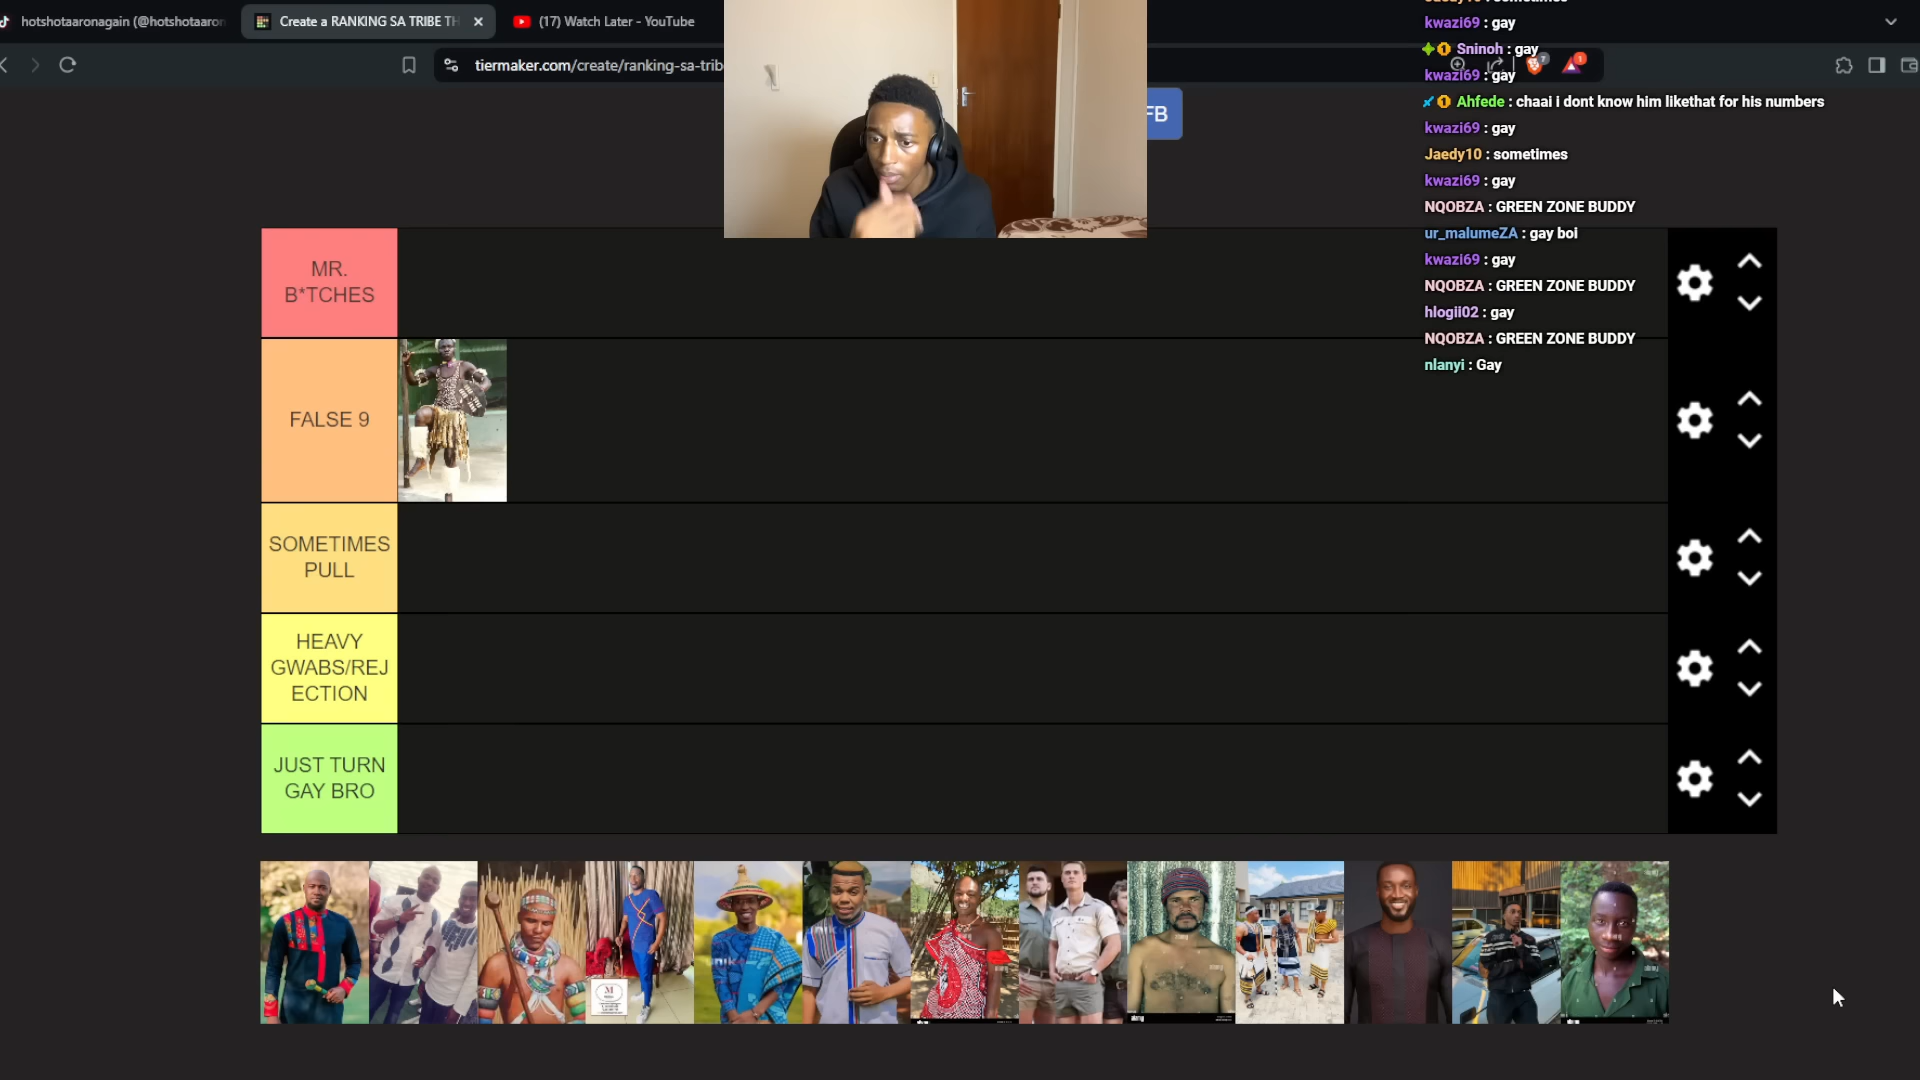 hotshotaaronagain (@hotshotaaron
Create a RANKING SA TRIBE TH
(17) Watch Later - YouTube
tiermaker.com/create/ranking-sa-trib
FB
kwazi69 : gay
Sninoh : gay
kwazi69 : gay
Ahfede : chaai i dont know him likethat for his numbers
kwazi69 : gay
Jaedy10 : sometimes
kwazi69 : gay
NQOBZA : GREEN ZONE BUDDY
ur_malumeZA : gay boi
kwazi69 : gay
NQOBZA : GREEN ZONE BUDDY
hlogii02 : gay
NQOBZA : GREEN ZONE BUDDY
nlanyi : Gay
MR.
B*TCHES
FALSE 9
SOMETIMES
PULL
HEAVY
GWABS/REJ
ECTION
JUST TURN
GAY BRO